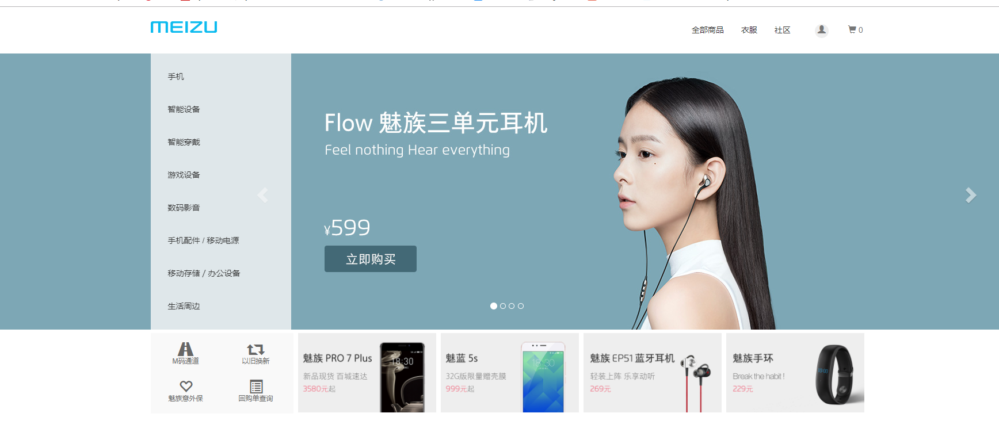 MEIZU
全部商品 衣服 社区 0
手机
智能设备
智能穿戴
游戏设备
数码影音
手机配件 / 移动电源
移动存储 / 办公设备
生活周边
Flow 魅族三单元耳机
Feel nothing Hear everything
¥599
立即购买
M码通道
以旧换新
魅族意外保
回购单查询
魅族 PRO 7 Plus
新品现货 百城速达
3580元起
18:30
魅蓝 5s
32G版限量赠壳膜
999元起
18:30
魅族 EP51 蓝牙耳机
轻装上阵 乐享动听
269元
魅族手环
Break the habit !
229元
10:00